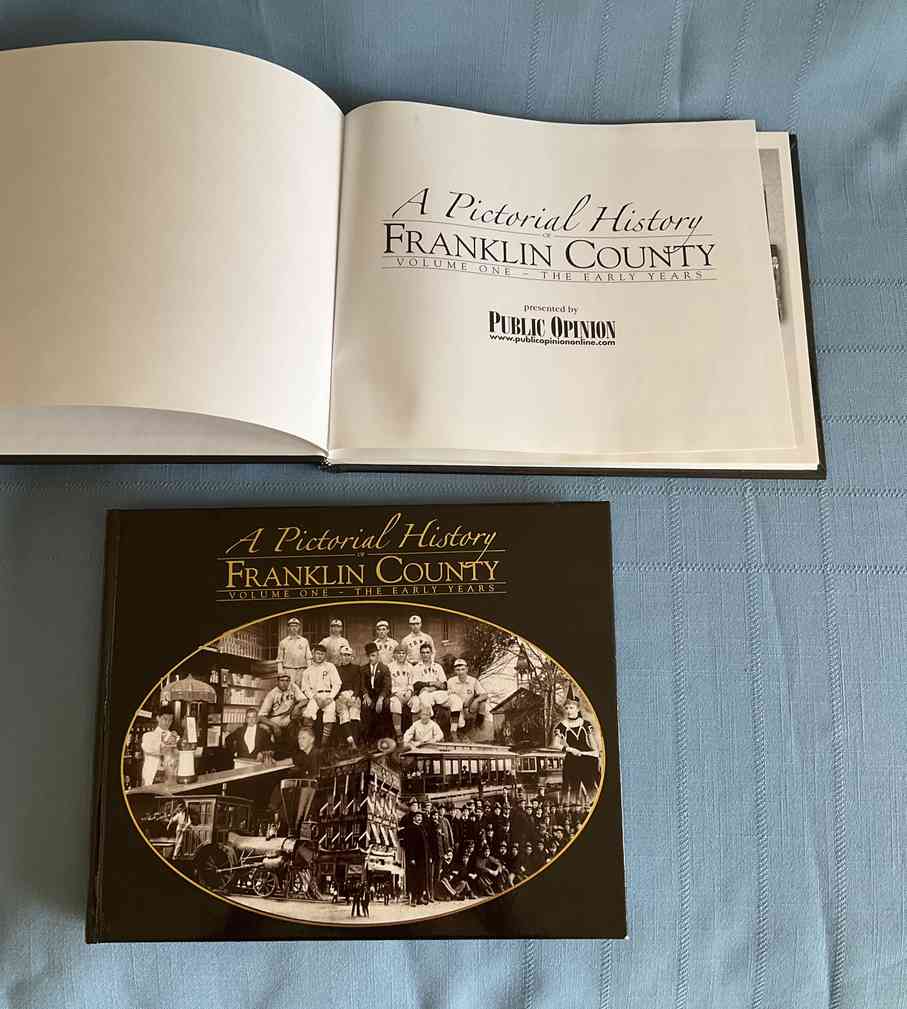 A Pictorial History
OF
FRANKLIN COUNTY
VOLUME ONE – THE EARLY YEARS
presented by
PUBLIC OPINION
www.publicopiniononline.com
A Pictorial History
OF
FRANKLIN COUNTY
VOLUME ONE – THE EARLY YEARS
P